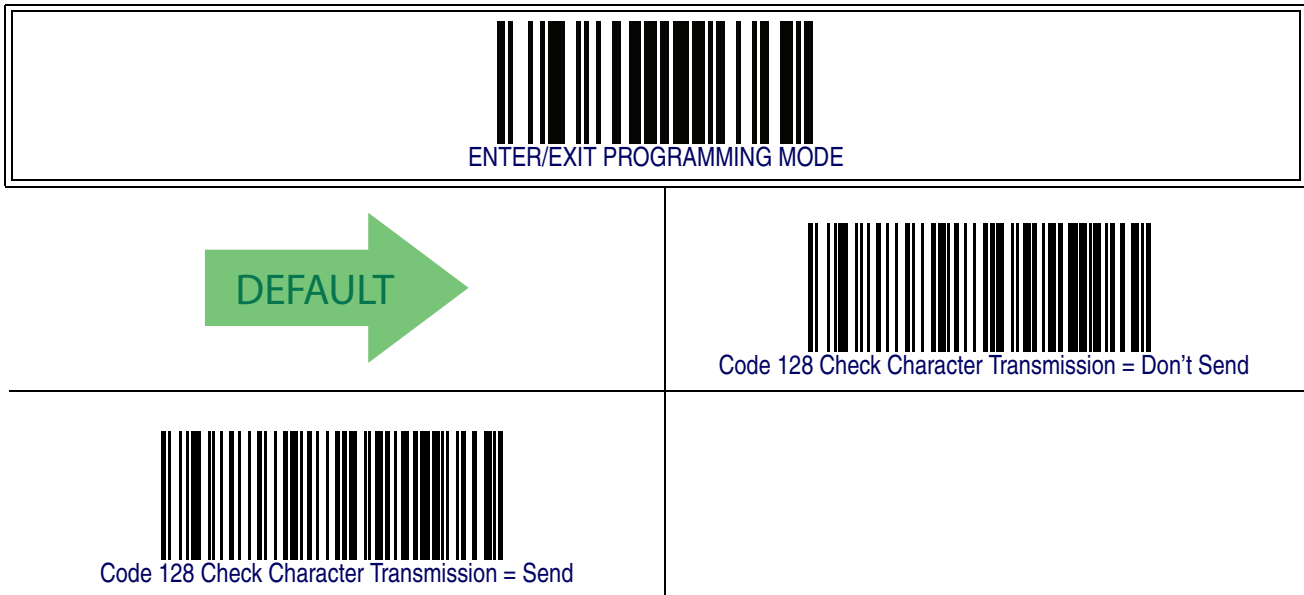 ENTER/EXIT PROGRAMMING MODE
DEFAULT
Code 128 Check Character Transmission = Don't Send
Code 128 Check Character Transmission = Send